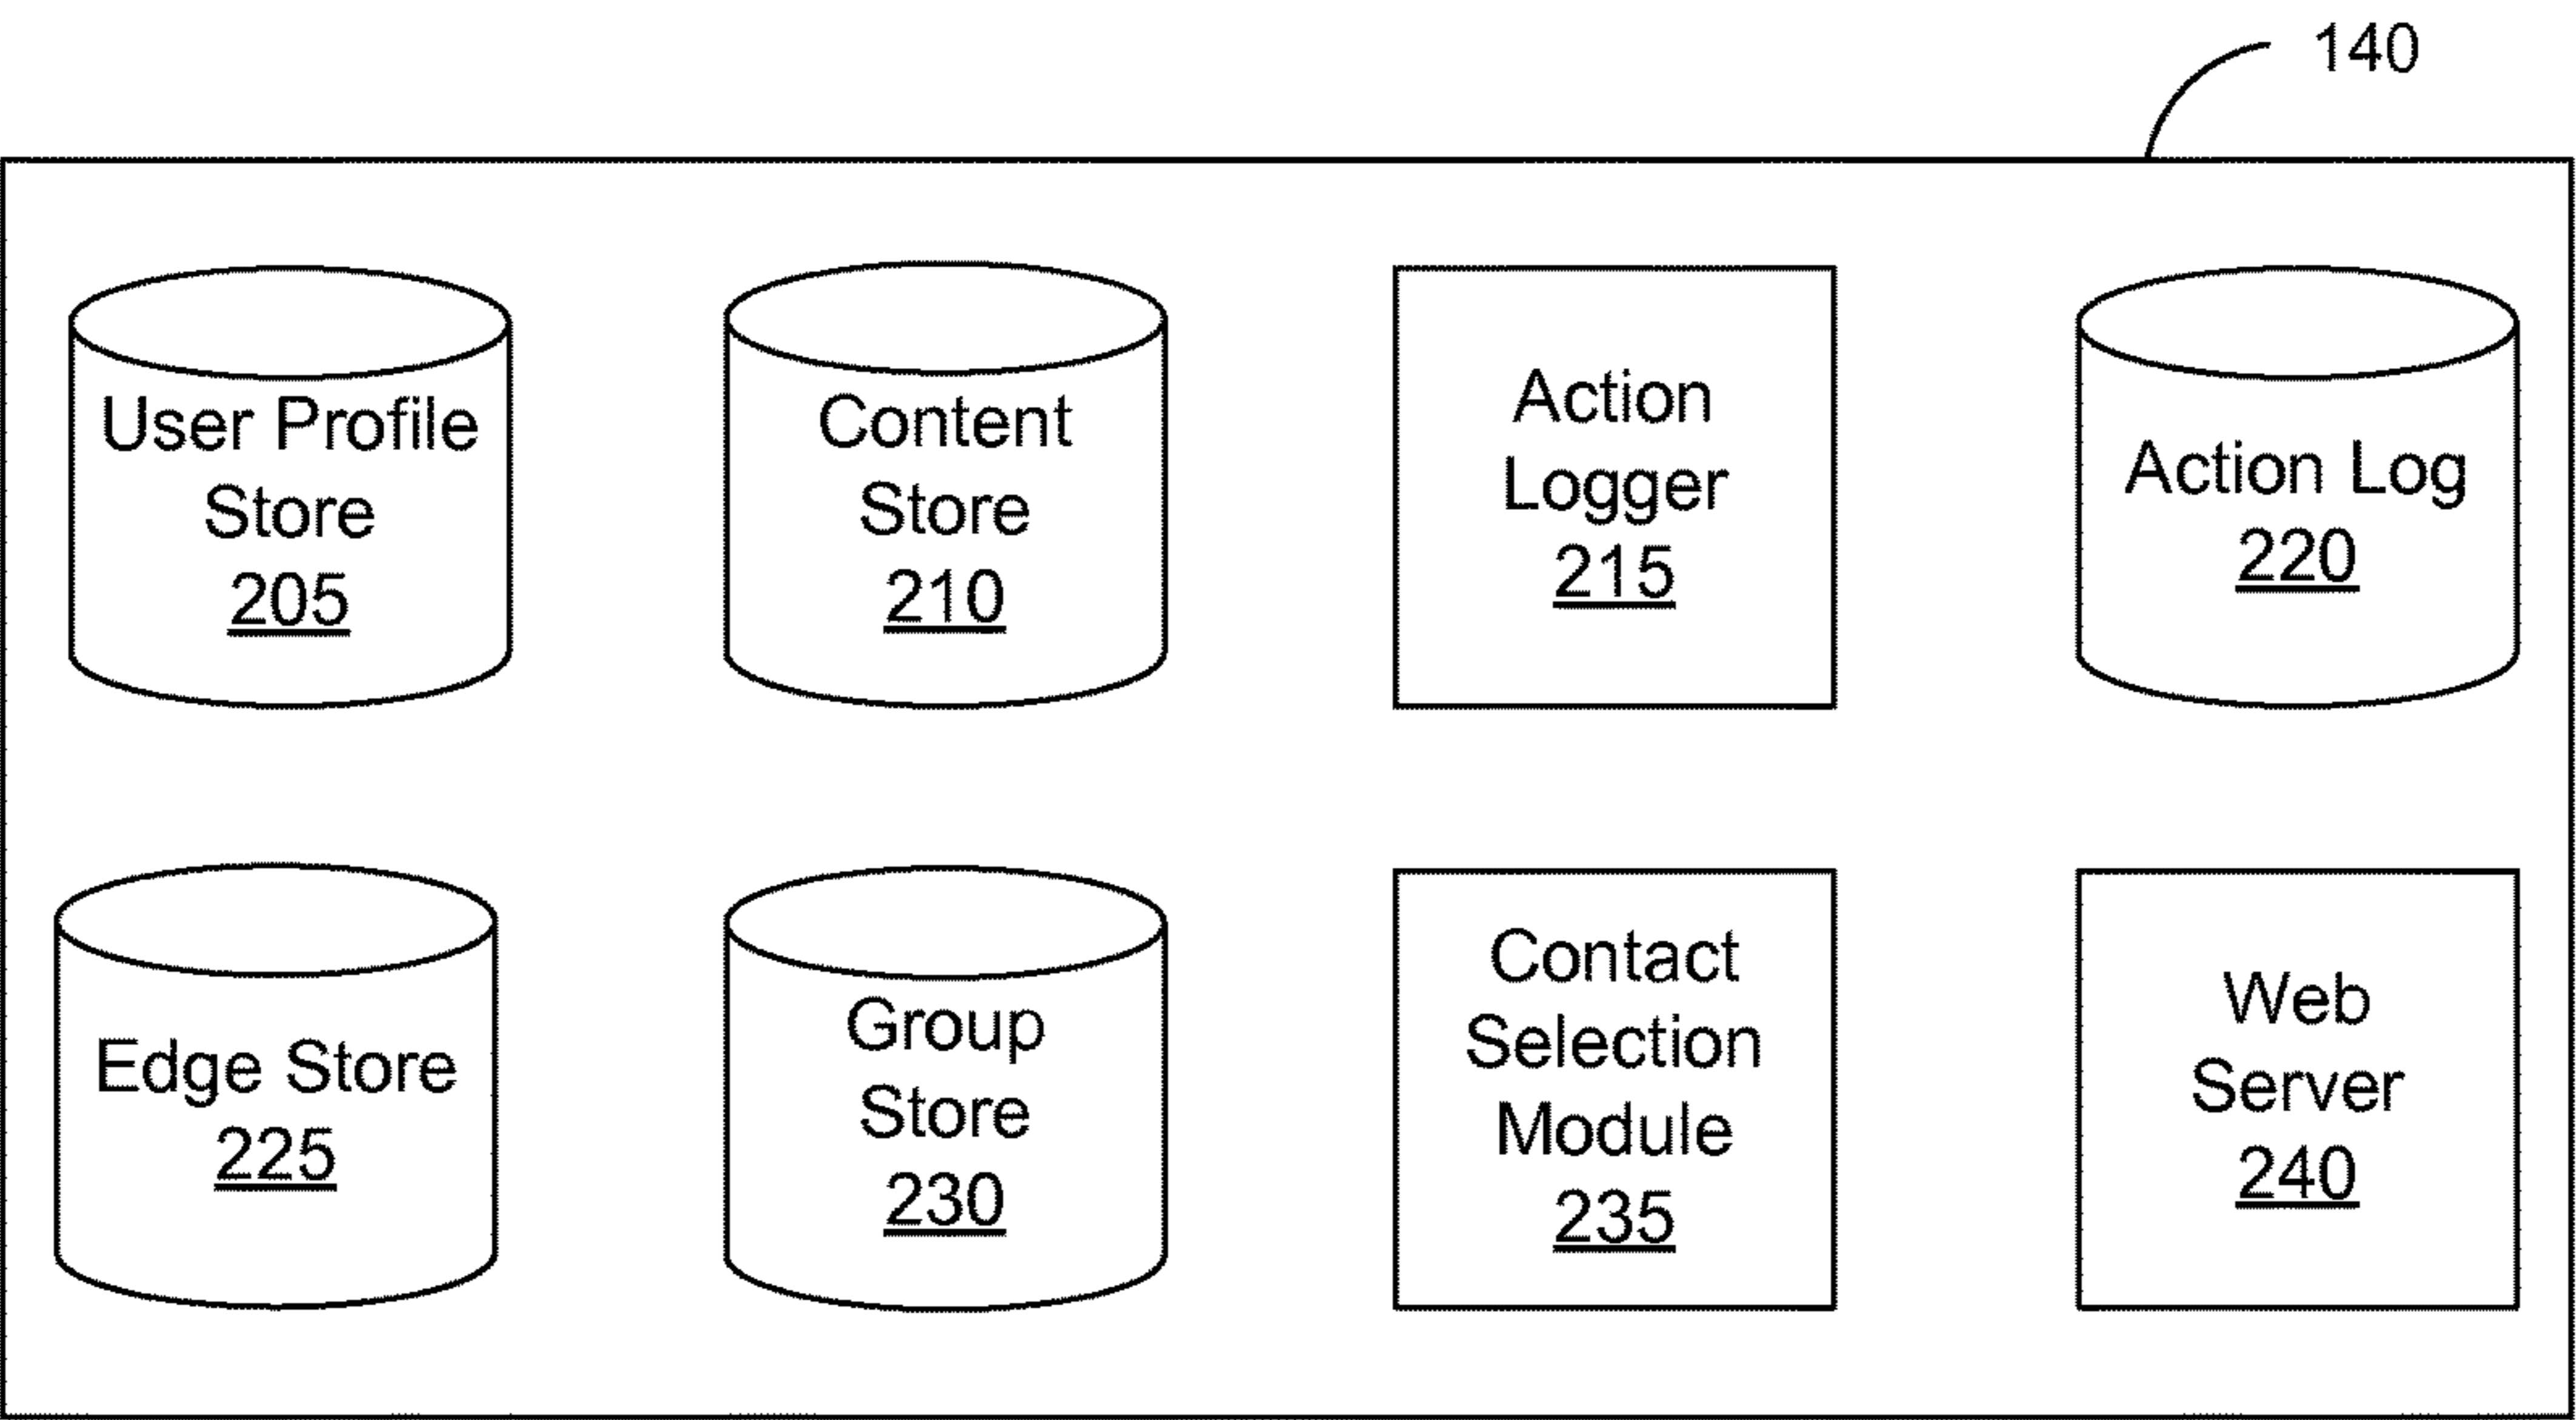 140
User Profile
Store
205
Content
Store
210
Action
Logger
215
Action Log
220
Edge Store
225
Group
Store
230
Contact
Selection
Module
235
Web
Server
240